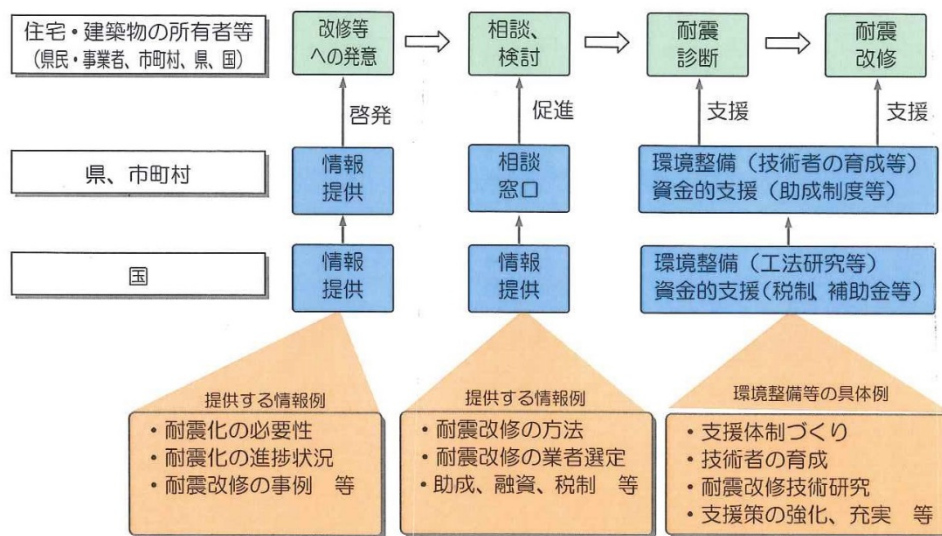 住宅・建築物の所有者等
(県民・事業者、市町村、県、国)
改修等
への発意
相談、
検討
耐震
診断
耐震
改修
啓発
促進
支援
支援
県、市町村
情報
提供
相談
窓口
環境整備(技術者の育成等)
資金的支援(助成制度等)
国
情報
提供
情報
提供
環境整備(工法研究等)
資金的支援(税制、補助金等)
提供する情報例
・耐震化の必要性
・耐震化の進捗状況
・耐震改修の事例 等
提供する情報例
・耐震改修の方法
・耐震改修の業者選定
・助成、融資、税制 等
環境整備等の具体例
・支援体制づくり
・技術者の育成
・耐震改修技術研究
・支援策の強化、充実 等